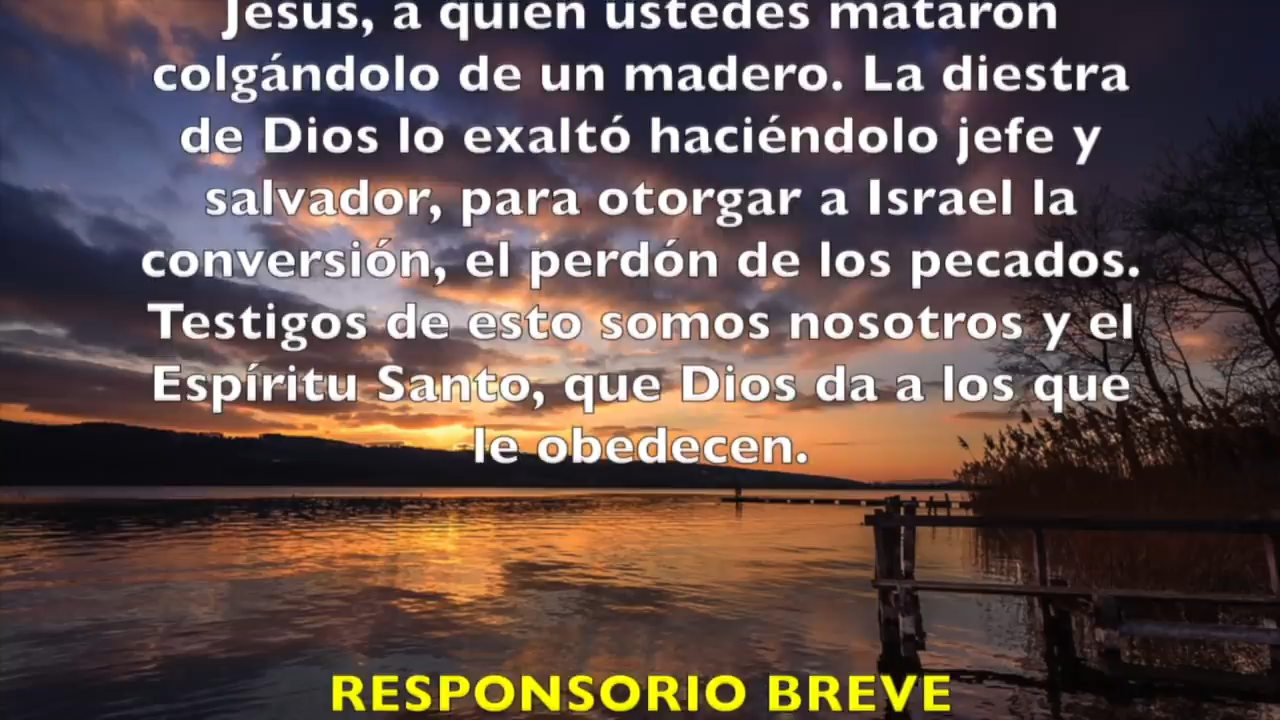 Jesús, a quien ustedes mataron
colgándolo de un madero. La diestra
de Dios lo exaltó haciéndolo jefe y
salvador, para otorgar a Israel la
conversión, el perdón de los pecados.
Testigos de esto somos nosotros y el
Espíritu Santo, que Dios da a los que
le obedecen.
RESPONSORIO BREVE